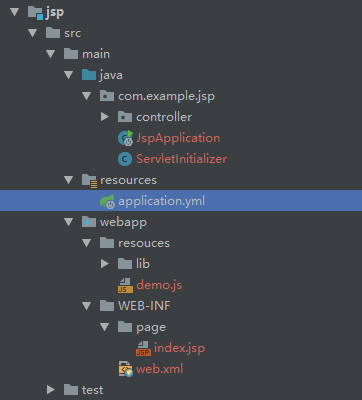 jsp
src
main
java
com.example.jsp
controller
JspApplication
ServletInitializer
resources
application.yml
webapp
resouces
lib
demo.js
WEB-INF
page
index.jsp
web.xml
test